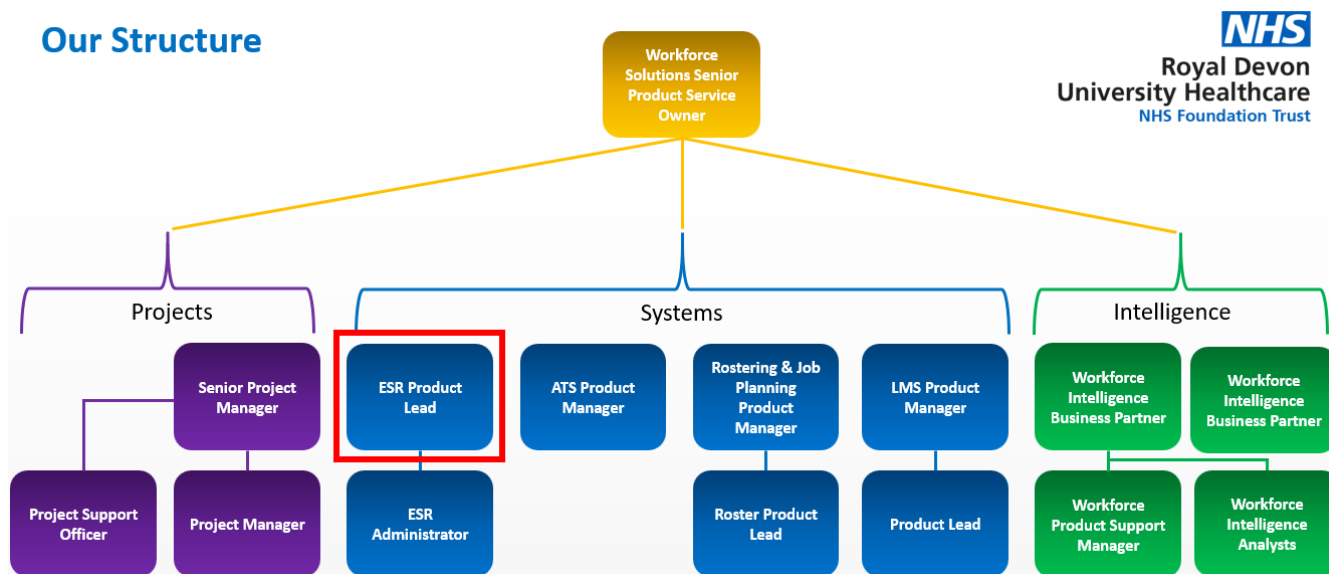 Our Structure
NHS
Royal Devon
University Healthcare
NHS Foundation Trust
Workforce
Solutions Senior
Product Service
Owner
Projects
Systems
Intelligence
Senior Project
Manager
ESR Product
Lead
ATS Product
Manager
Rostering & Job
Planning
Product
Manager
LMS Product
Manager
Workforce
Intelligence
Business Partner
Workforce
Intelligence
Business Partner
Project Support
Officer
Project Manager
ESR
Administrator
Roster Product
Lead
Product Lead
Workforce
Product Support
Manager
Workforce
Intelligence
Analysts